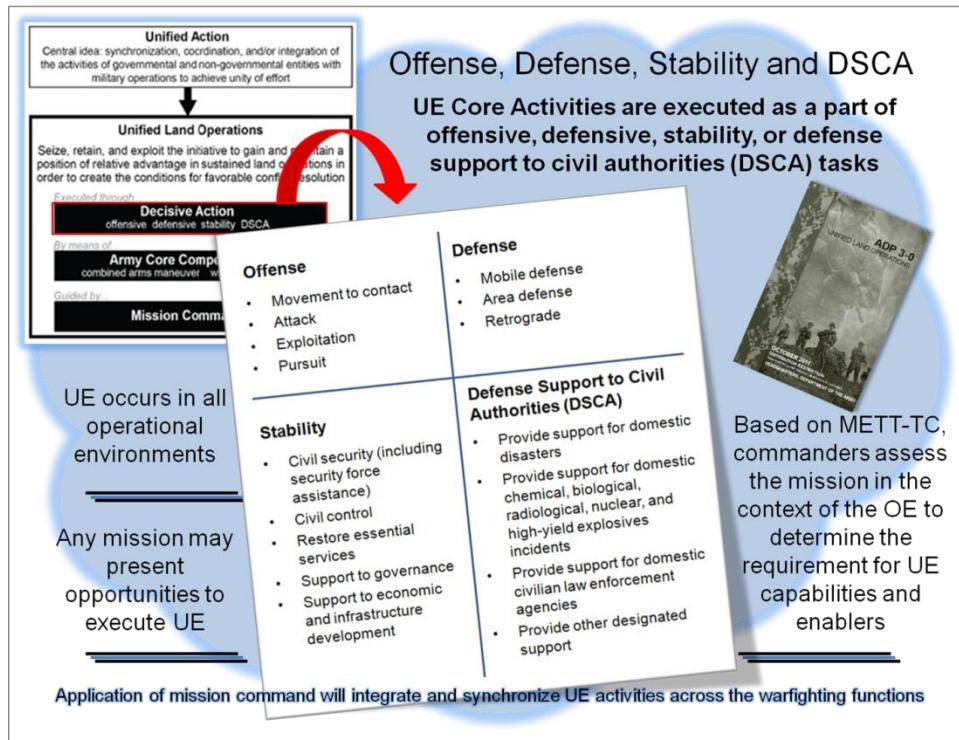 Unified Action
Central idea: synchronization, coordination, and/or integration of
the activities of governmental and non-governmental entities with
military operations to achieve unity of effort
Unified Land Operations
Seize, retain, and exploit the initiative to gain and
position of relative advantage in sustained land
order to create the conditions for favorable
Executed through...
Decisive Action
offensive defensive stability DSCA
By means of...
Army Core
combined arms maneuver
Guided by...
Mission
Offense, Defense, Stability and DSCA
UE Core Activities are executed as a part of
offensive, defensive, stability, or defense
support to civil authorities (DSCA) tasks
Offense
• Movement to contact
• Attack
• Exploitation
• Pursuit
Defense
• Mobile defense
• Area defense
• Retrograde
Stability
• Civil security (including
security force
assistance)
• Civil control
• Restore essential
services
• Support to governance
• Support to economic
and infrastructure
development
Defense Support to Civil
Authorities (DSCA)
• Provide support for domestic
disasters
• Provide support for domestic
chemical, biological,
radiological, nuclear, and
high-yield explosives
incidents
• Provide support for domestic
civilian law enforcement
agencies
• Provide other designated
support
ADP 3-0
UNIFIED LAND OPERATIONS
OCTOBER 2011
DISTRIBUTION RESTRICTION
HEADQUARTERS, DEPARTMENT OF THE ARMY
UE occurs in all
operational
environments
Any mission may
present
opportunities to
execute UE
Based on METT-TC,
commanders assess
the mission in the
context of the OE to
determine the
requirement for UE
capabilities and
enablers
Application of mission command will integrate and synchronize UE activities across the warfighting functions